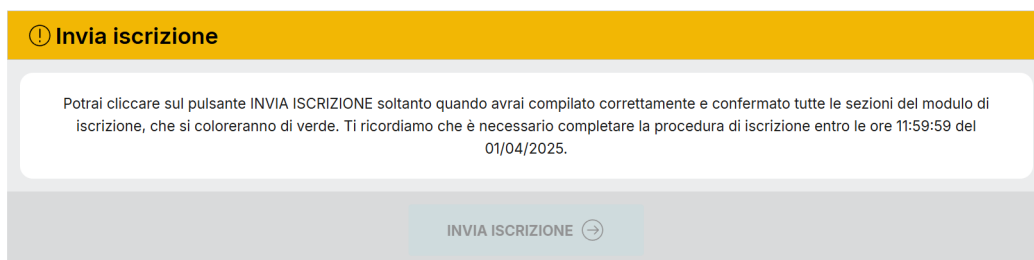 Invia iscrizione
Potrai cliccare sul pulsante INVIA ISCRIZIONE soltanto quando avrai compilato correttamente e confermato tutte le sezioni del modulo di
iscrizione, che si coloreranno di verde. Ti ricordiamo che è necessario completare la procedura di iscrizione entro le ore 11:59:59 del
01/04/2025.
INVIA ISCRIZIONE